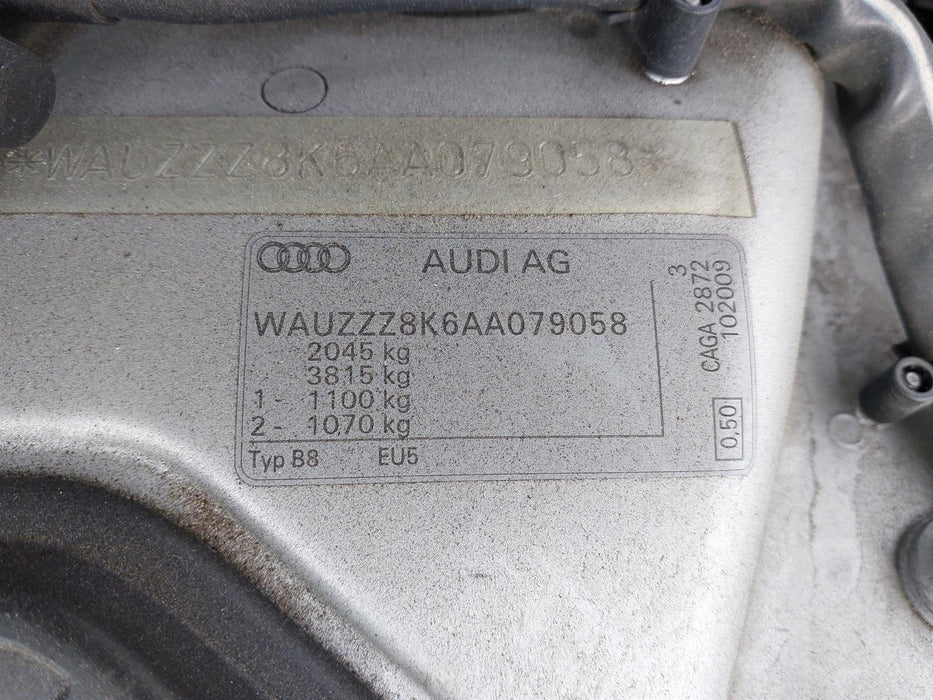 *WAUZZZ8K6AA079058*
AUDI AG
WAUZZZ8K6AA079058
2045 kg
3815 kg
1 - 1100 kg
2 - 1070 kg
Typ B8 EU5
3
CAGA 2872
102009
0,50